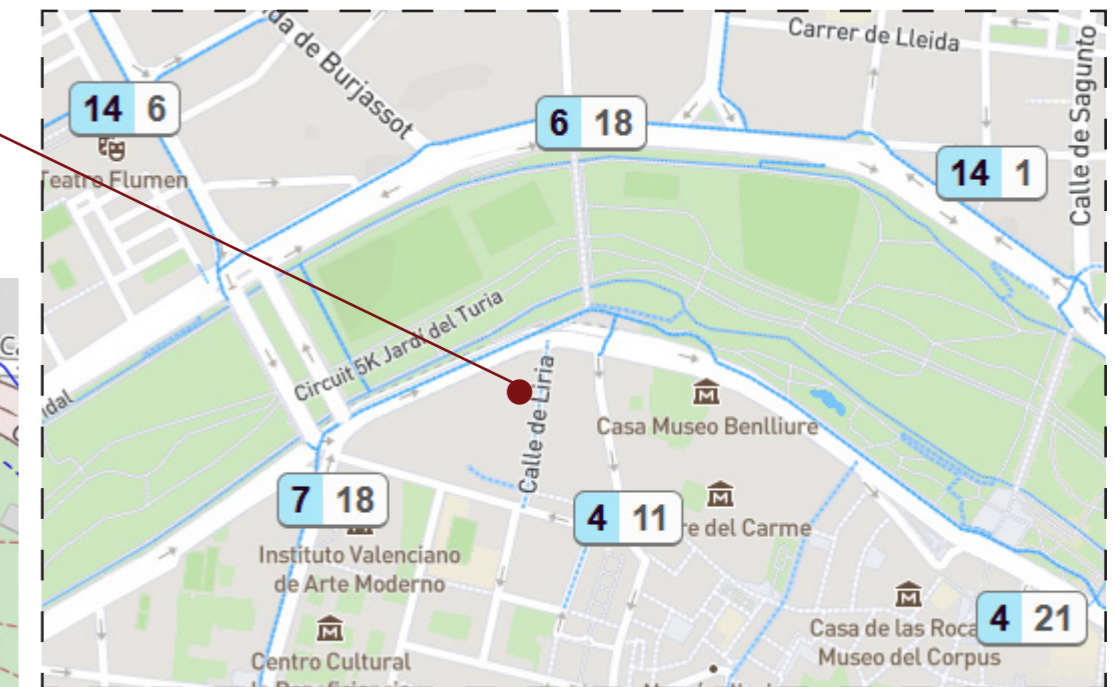 da de Burjassot
Carrer de Lleida
Calle de Sagunto
14 6
6 18
14 1
Teatro Flumen
Circuit 5K Jardí del Turia
Calle de Liria
Casa Museo Benlliure
7 18
4 11
re del Carme
Instituto Valenciano
de Arte Moderno
Casa de las Roca
Museo del Corpus
4 21
Centro Cultural